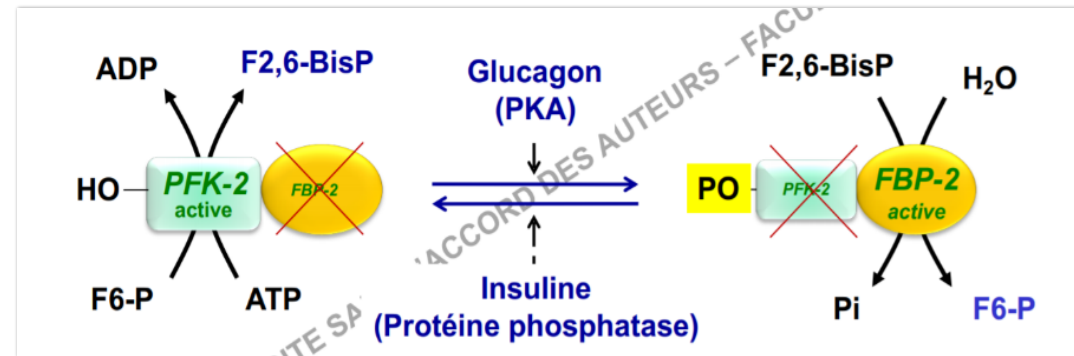 ADP
F2,6-BisP
HO
PFK-2
active
FBP-2
F6-P
ATP
Glucagon
(PKA)
Insuline
(Protéine phosphatase)
F2,6-BisP
H₂O
PO
PFK-2
FBP-2
active
Pi
F6-P
L'ACCORD DES AUTEURS – FACU